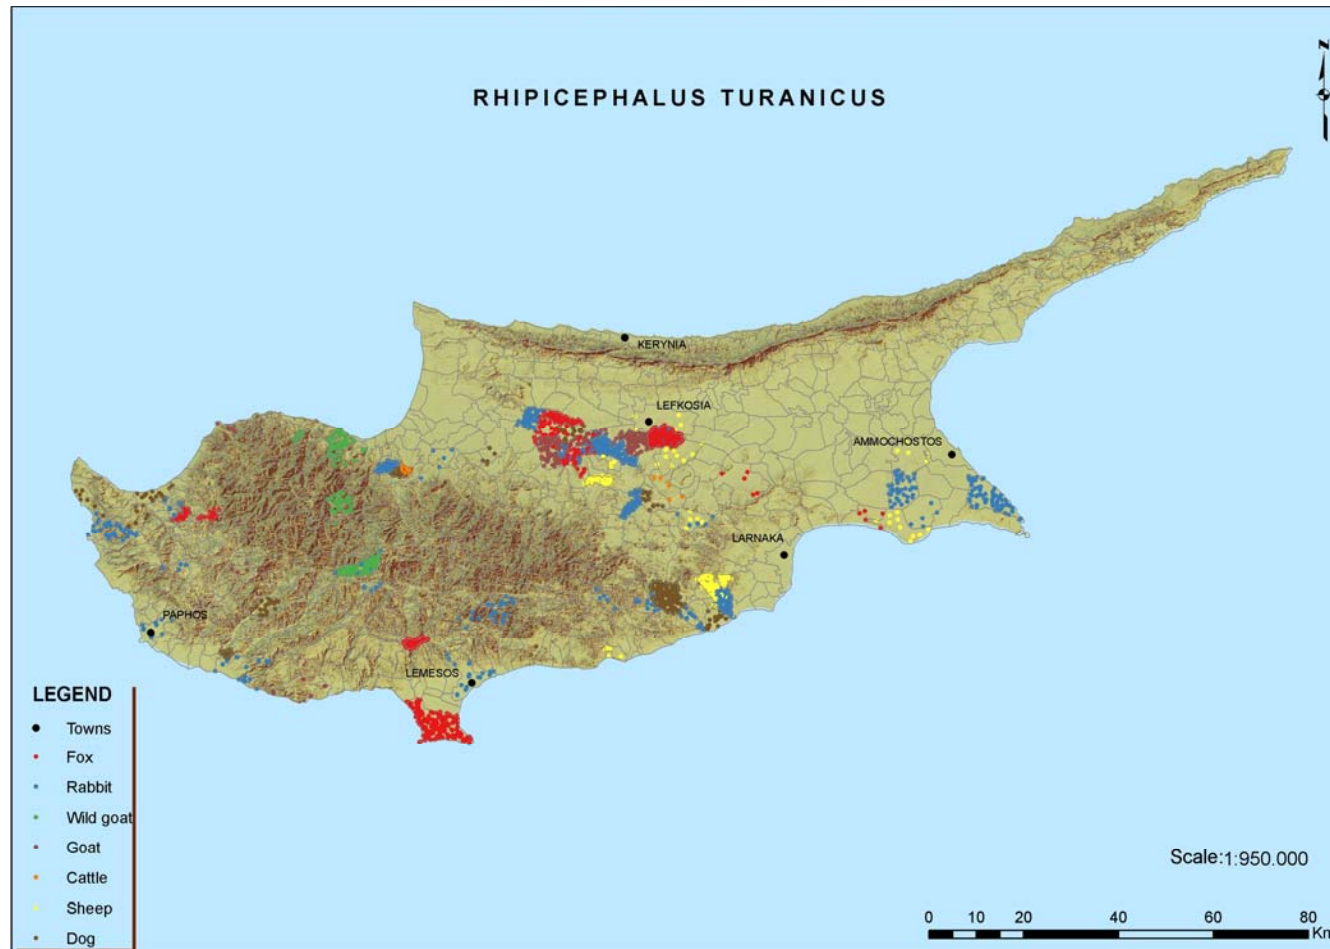 N
RHIPICEPHALUS TURANICUS
KERYNIA
LEFKOSIA
AMMOCHOSTOS
LARNAKA
PAPHOS
LEMESOS
LEGEND
Towns
Fox
Rabbit
Wild goat
Goat
Cattle
Sheep
Dog
Scale:1:950.000
0 10 20 40 60 80
Km